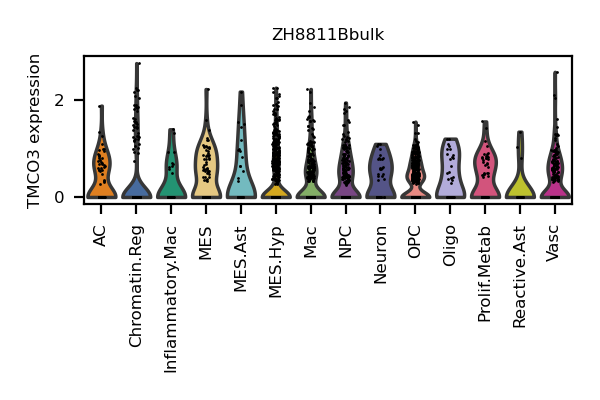 ZH8811Bbulk
TMCO3 expression
2
0
AC
Chromatin.Reg
Inflammatory.Mac
MES
MES.Ast
MES.Hyp
Mac
NPC
Neuron
OPC
Oligo
Prolif.Metab
Reactive.Ast
Vasc